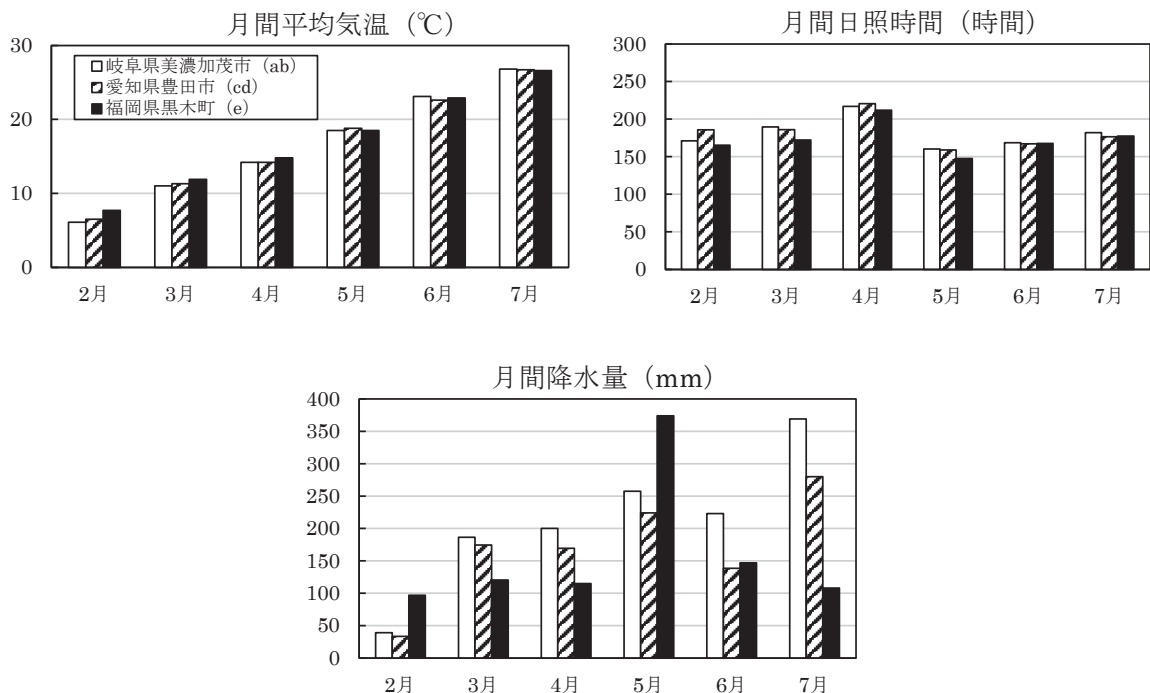 月間平均気温（℃）
30
20
10
0
岐阜県美濃加茂市（ab）
愛知県豊田市（cd）
福岡県黒木町（e）
2月 3月 4月 5月 6月 7月
月間日照時間（時間）
300
250
200
150
100
50
0
2月 3月 4月 5月 6月 7月
月間降水量（mm）
400
350
300
250
200
150
100
50
0
2月 3月 4月 5月 6月 7月